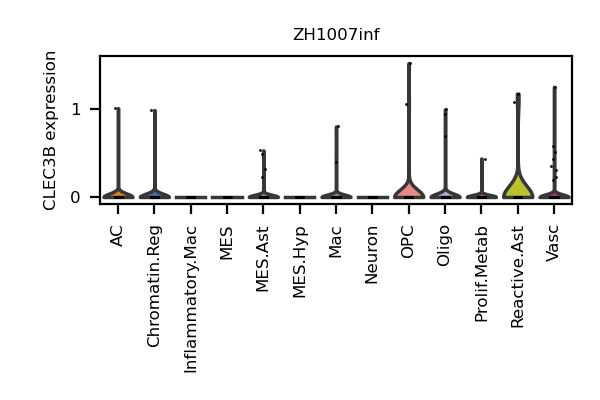 ZH1007inf
CLEC3B expression
1
0
AC
Chromatin.Reg
Inflammatory.Mac
MES
MES.Ast
MES.Hyp
Mac
Neuron
OPC
Oligo
Prolif.Metab
Reactive.Ast
Vasc